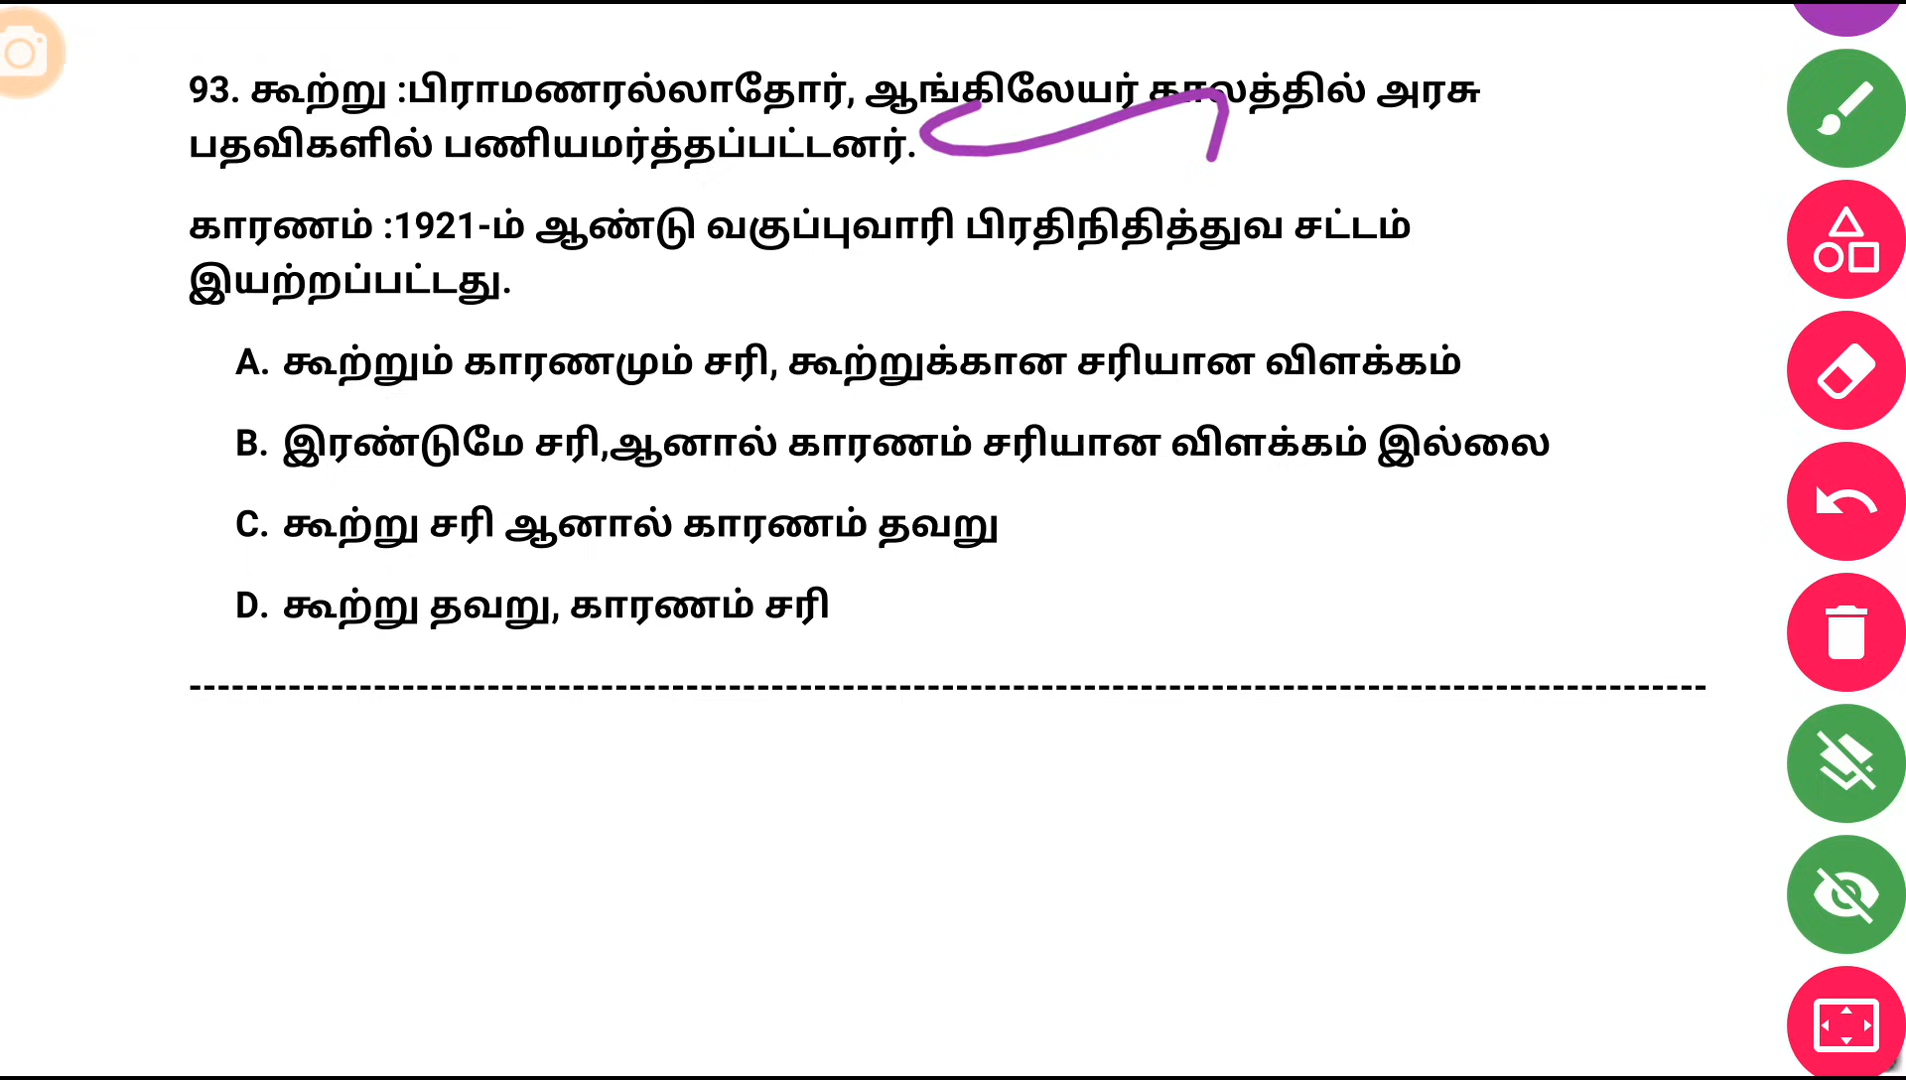 93. கூற்று :பிராமணரல்லாதோர், ஆங்கிலேயர் காலத்தில் அரசு
பதவிகளில் பணியமர்த்தப்பட்டனர்.
காரணம் :1921-ம் ஆண்டு வகுப்புவாரி பிரதிநிதித்துவ சட்டம்
இயற்றப்பட்டது.
A. கூற்றும் காரணமும் சரி, கூற்றுக்கான சரியான விளக்கம்
B. இரண்டுமே சரி,ஆனால் காரணம் சரியான விளக்கம் இல்லை
C. கூற்று சரி ஆனால் காரணம் தவறு
D. கூற்று தவறு, காரணம் சரி